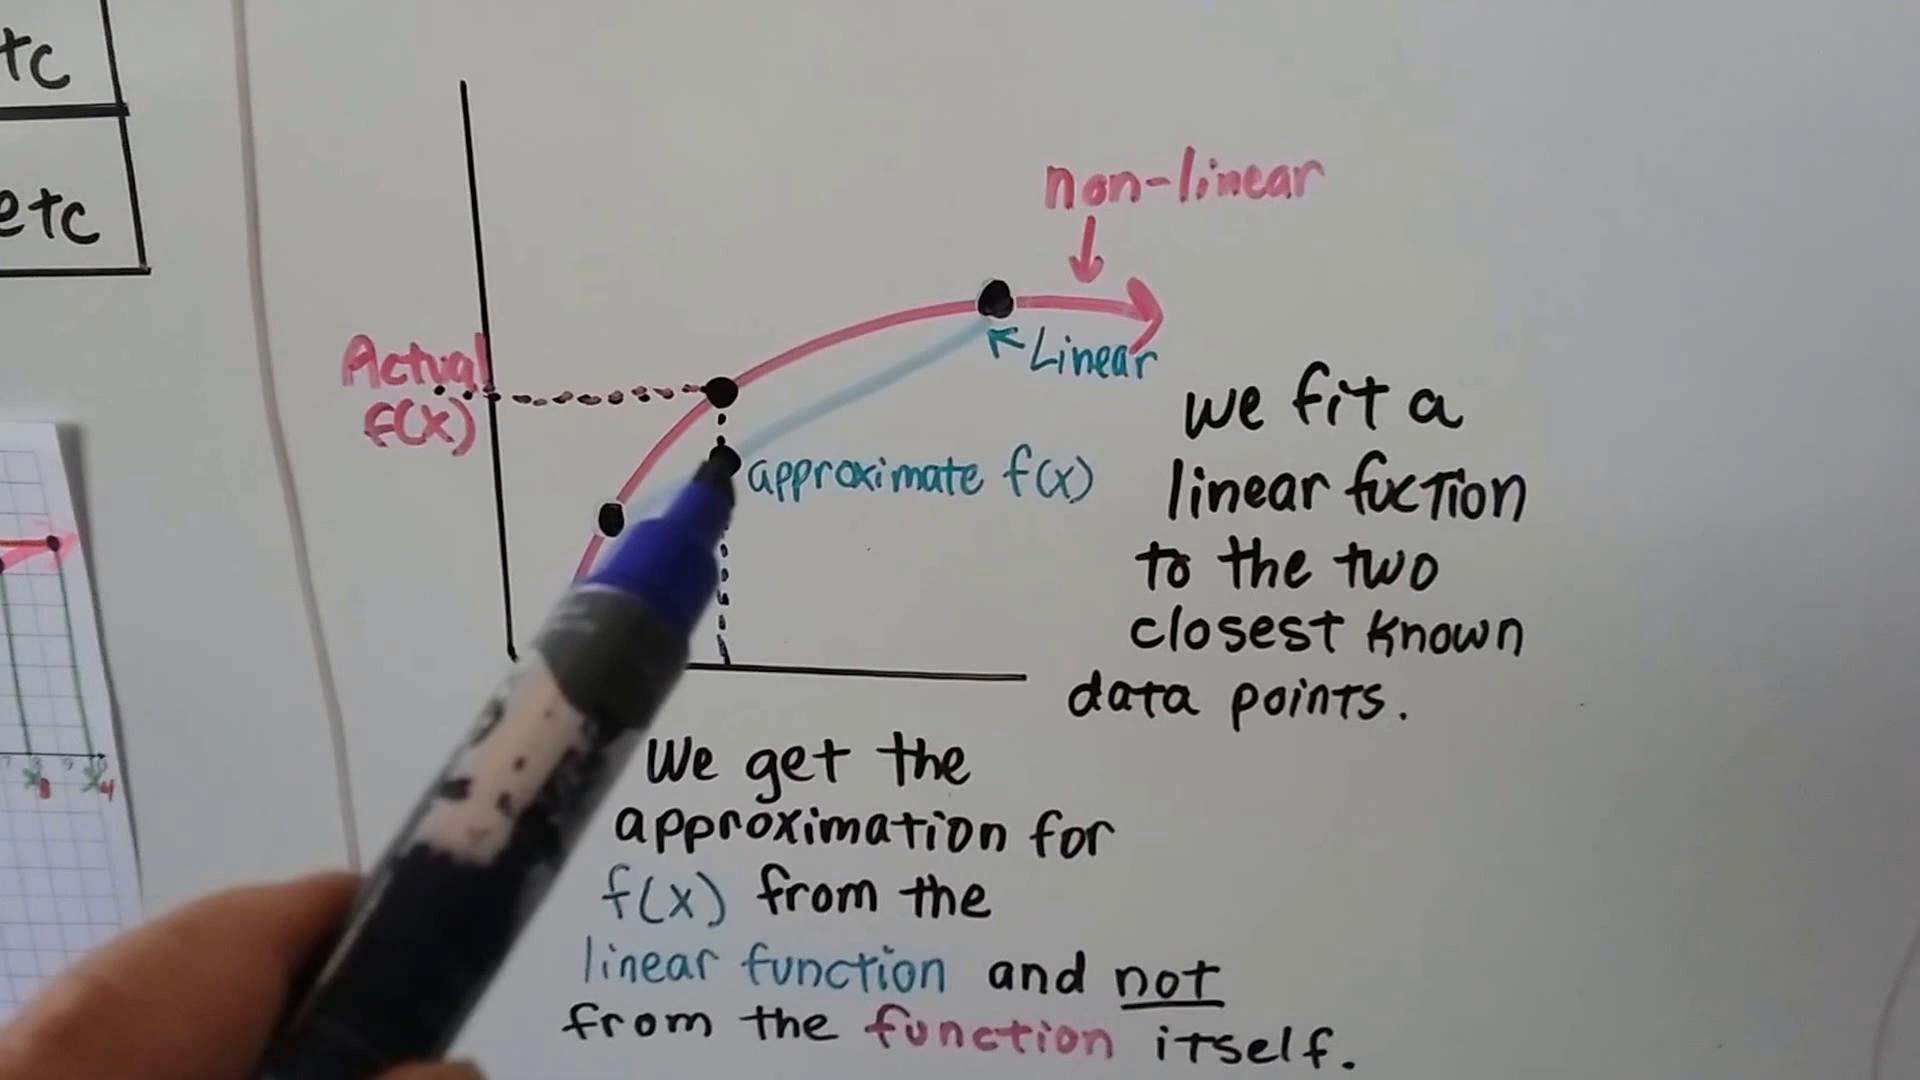 etc
etc
non-linear
Actual
f(x)
Linear
approximate f(x)
we fit a
linear fuction
to the two
closest known
data points.
We get the
approximation for
f(x) from the
linear function and not
from the function itself.